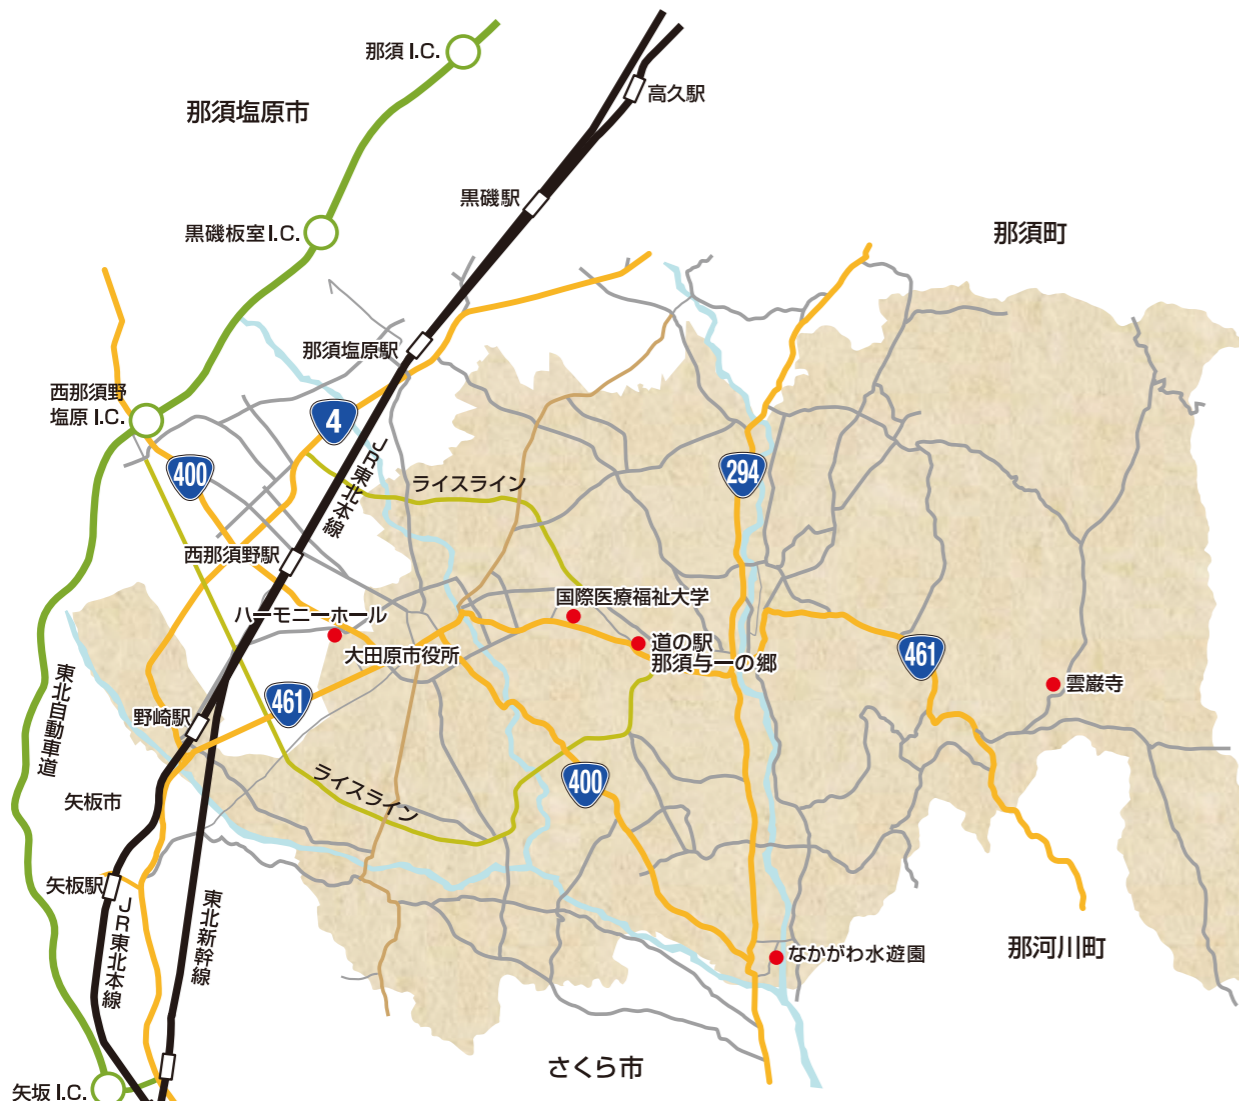 那須 I.C.
高久駅
那須塩原市
黒磯駅
黒磯板室 I.C.
那須町
那須塩原駅
西那須野
塩原 I.C.
4
JR東北本線
400
ライスライン
294
西那須野駅
国際医療福祉大学
ハーモニーホール
道の駅
那須与一の郷
大田原市役所
461
雲巌寺
461
野崎駅
東北自動車道
ライスライン
400
矢板市
矢板駅
JR東北本線
東北新幹線
なかがわ水遊園
那河川町
さくら市
矢坂 I.C.